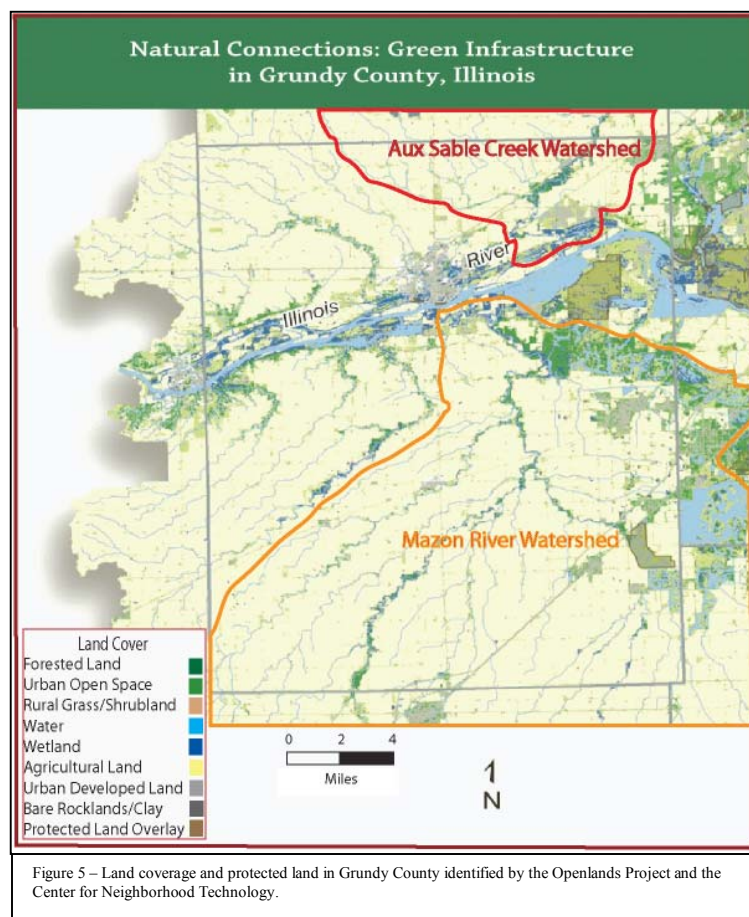 Natural Connections: Green Infrastructure
in Grundy County, Illinois
Aux Sable Creek Watershed
Illinois River
Mazon River Watershed
Land Cover
Forested Land
Urban Open Space
Rural Grass/Shrubland
Water
Wetland
Agricultural Land
Urban Developed Land
Bare Rocklands/Clay
Protected Land Overlay
0 2 4
Miles
N
Figure 5 – Land coverage and protected land in Grundy County identified by the Openlands Project and the
Center for Neighborhood Technology.